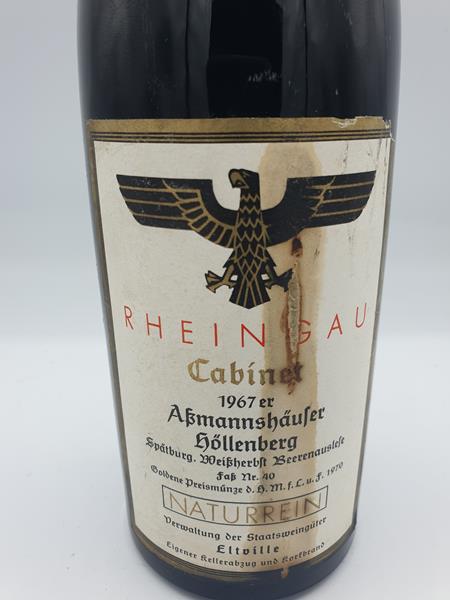 RHEINGAU
Cabinet
1967er
Aßmannshäuser
Höllenberg
Spätburg. Weißherbst Beerenauslese
Faß Nr. 40
Goldene Preismünze d. H. M. f. L. u. F. 1970
NATURREIN
Verwaltung der Staatsweingüter
Eltville
Eigener Kellerabzug und Korkbrand